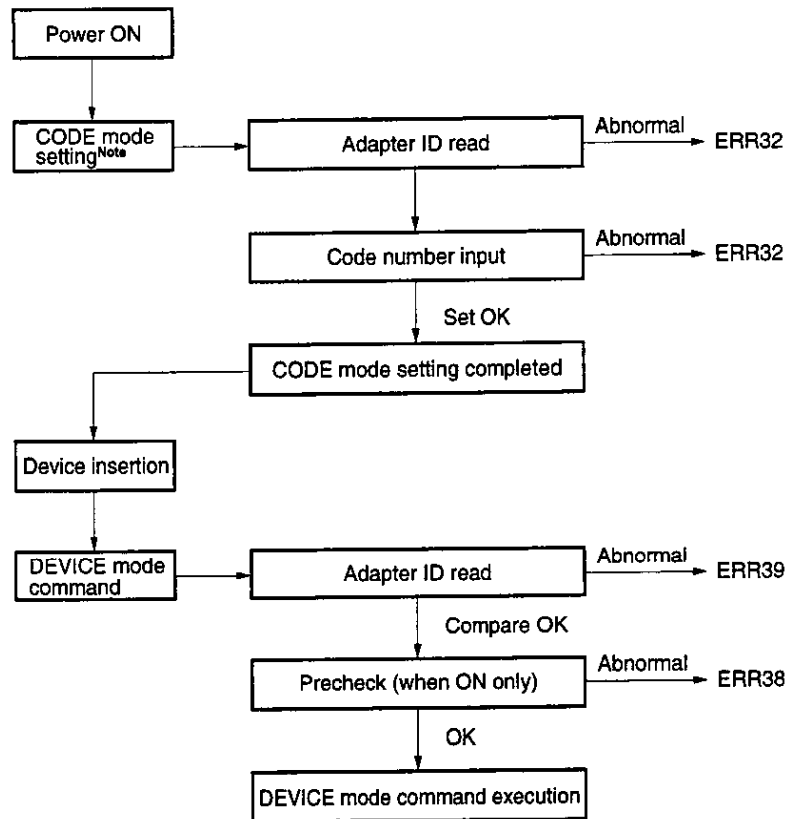 Power ON
CODE mode
setting Note
Adapter ID read
Abnormal
ERR32
Code number input
Abnormal
ERR32
Set OK
CODE mode setting completed
Device insertion
DEVICE mode
command
Adapter ID read
Abnormal
ERR39
Compare OK
Precheck (when ON only)
Abnormal
ERR38
OK
DEVICE mode command execution